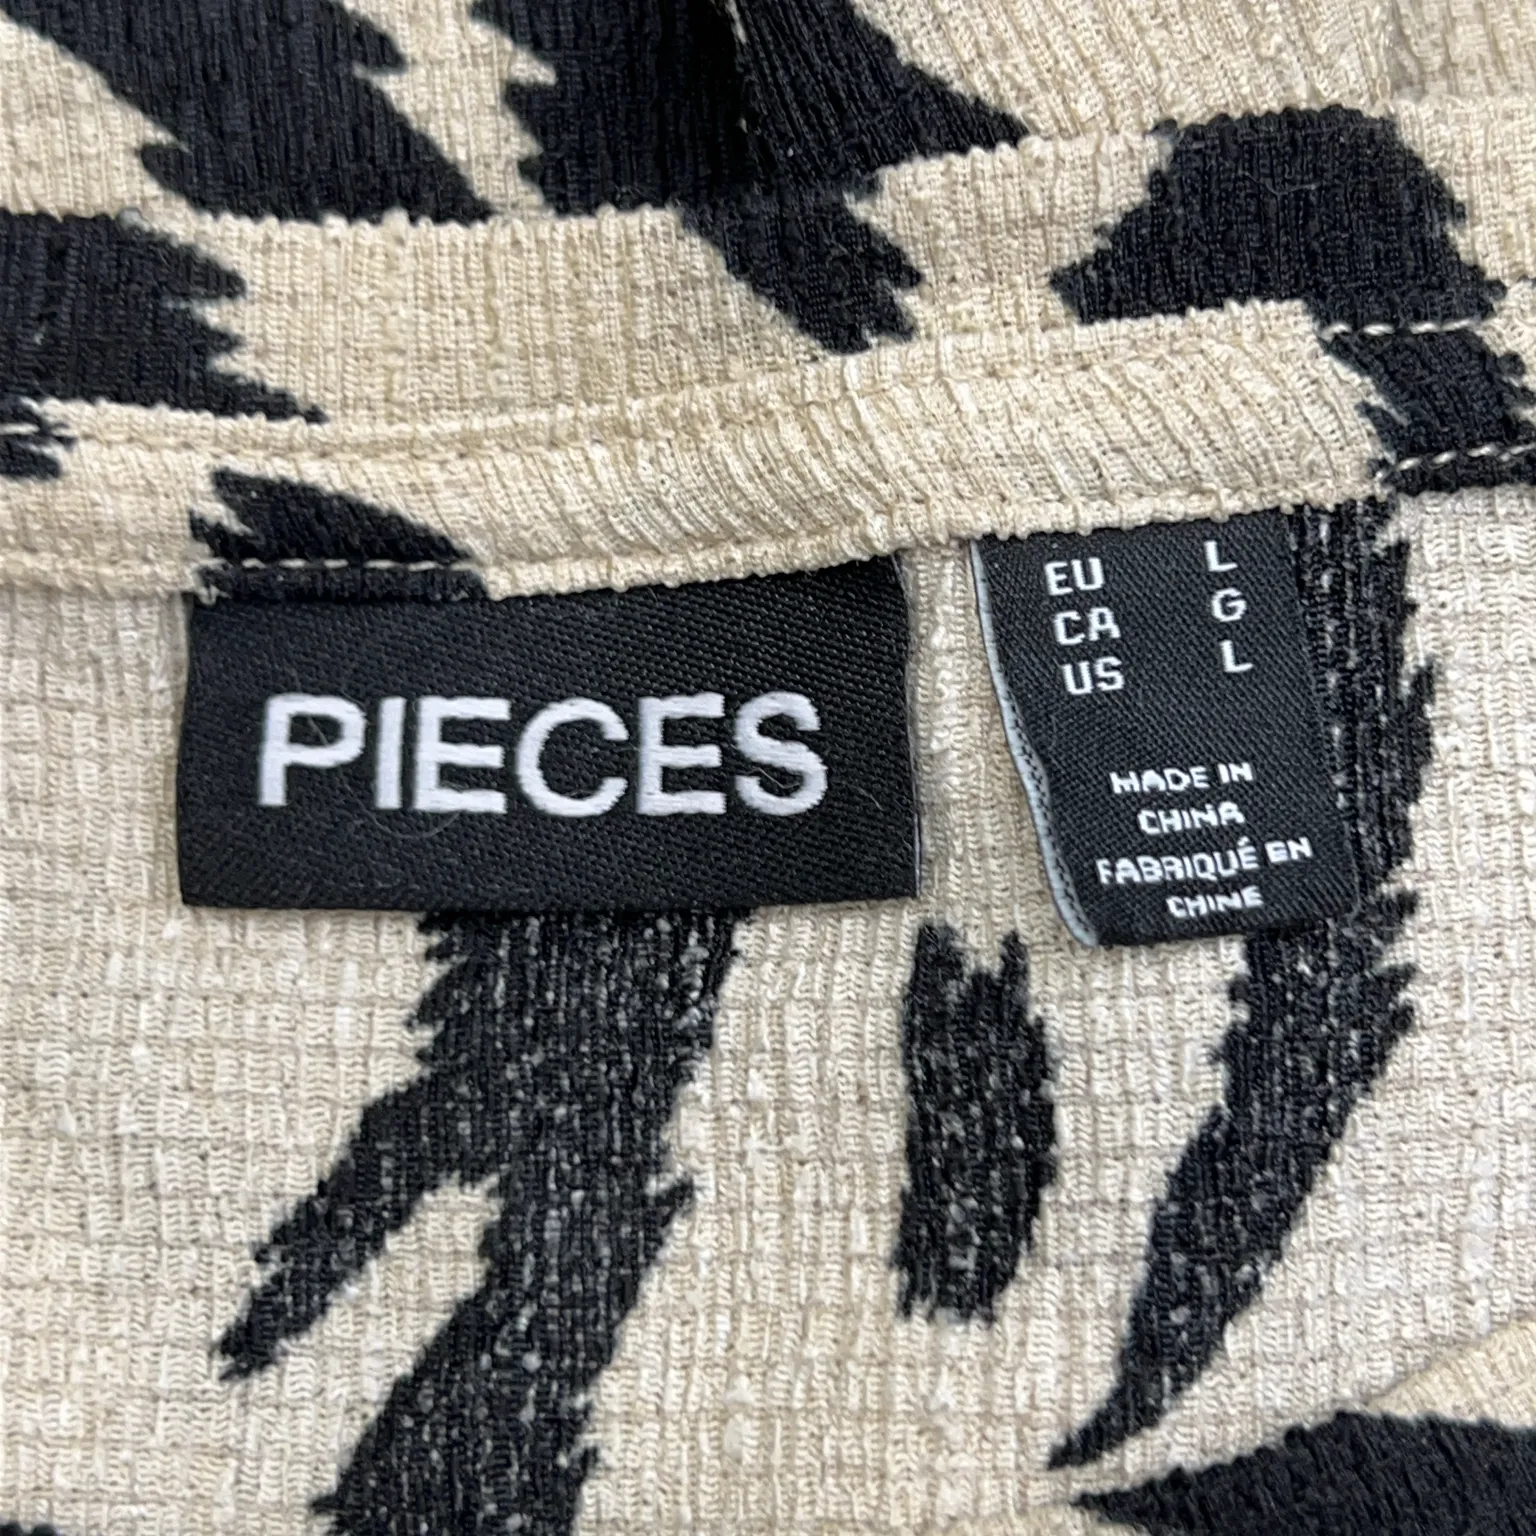 PIECES
EU L
CA G
US L
MADE IN
CHINA
FABRIQUÉ EN
CHINE